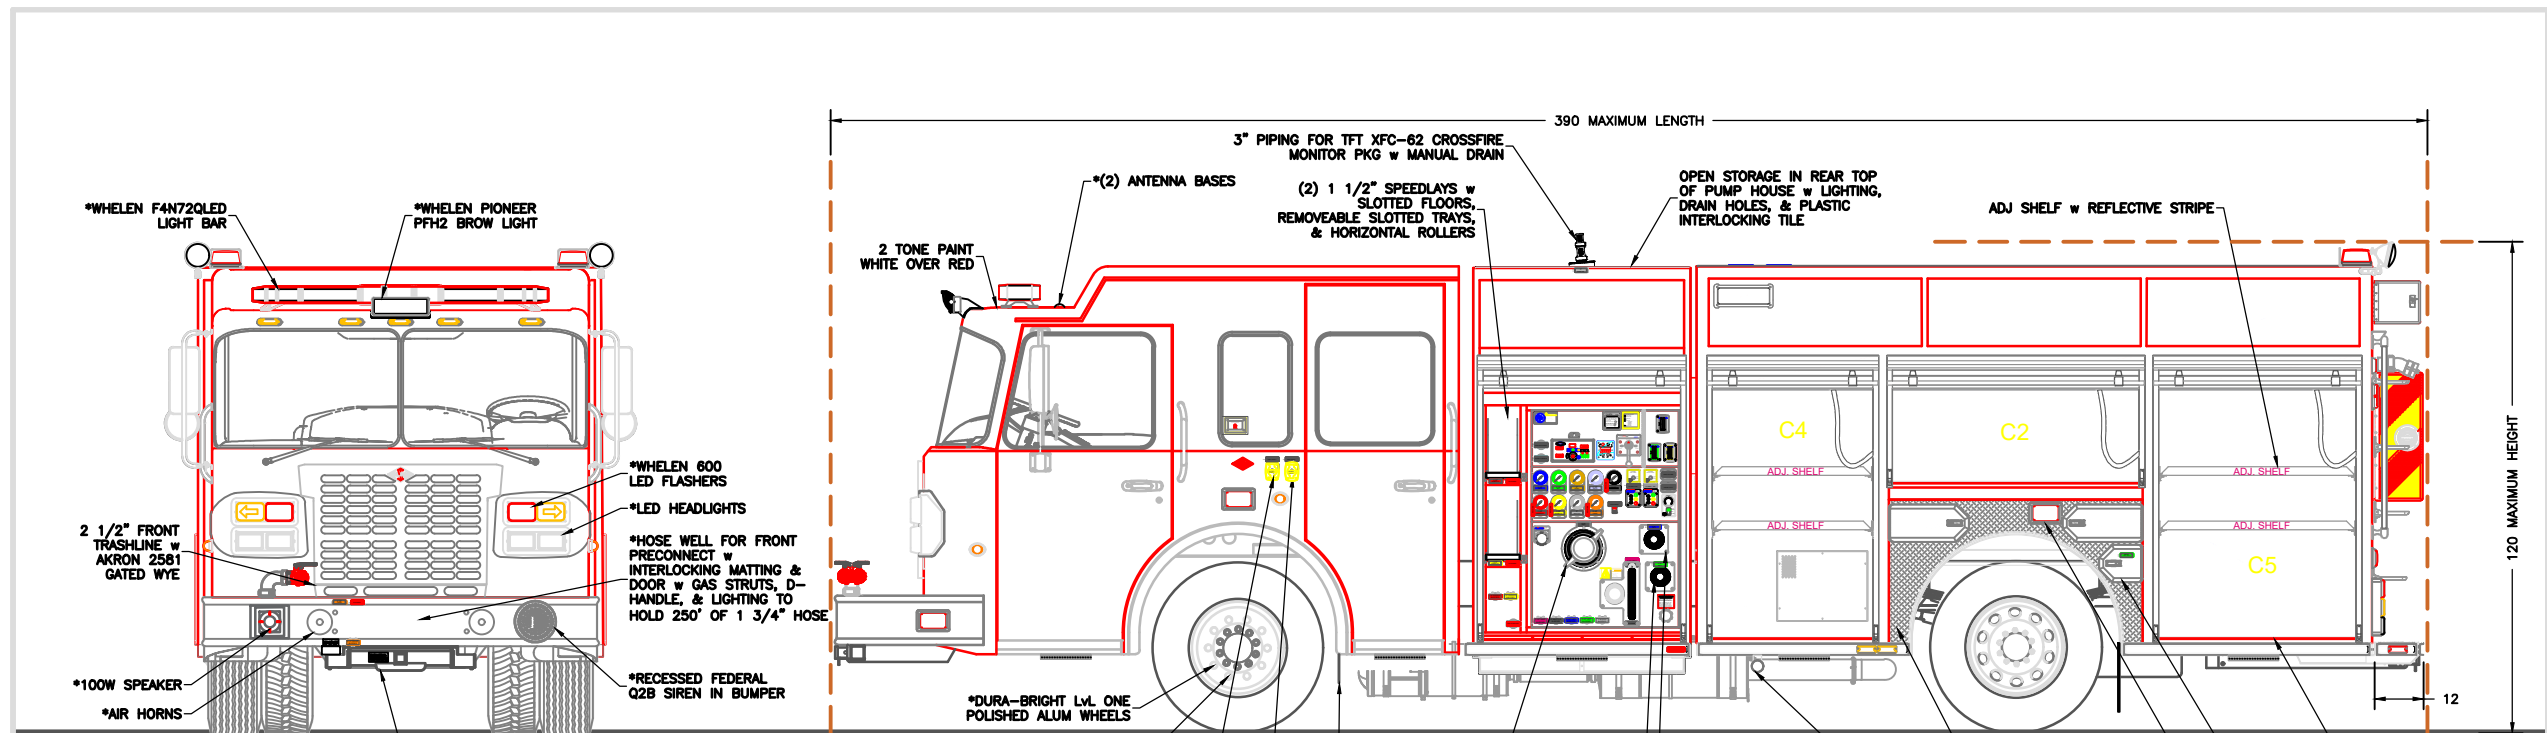 390 MAXIMUM LENGTH
3" PIPING FOR TFT XFC-62 CROSSFIRE
MONITOR PKG w MANUAL DRAIN
*(2) ANTENNA BASES
(2) 1 1/2" SPEEDLAYS w
SLOTTED FLOORS,
REMOVEABLE SLOTTED TRAYS,
& HORIZONTAL ROLLERS
OPEN STORAGE IN REAR TOP
OF PUMP HOUSE w LIGHTING,
DRAIN HOLES, & PLASTIC
INTERLOCKING TILE
ADJ SHELF w REFLECTIVE STRIPE
*WHELEN F4N72QLED
LIGHT BAR
*WHELEN PIONEER
PFH2 BROW LIGHT
2 TONE PAINT
WHITE OVER RED
*WHELEN 600
LED FLASHERS
*LED HEADLIGHTS
2 1/2" FRONT
TRASHLINE w
AKRON 2581
GATED WYE
*HOSE WELL FOR FRONT
PRECONNECT w
INTERLOCKING MATTING &
DOOR w GAS STRUTS, D-
HANDLE, & LIGHTING TO
HOLD 250' OF 1 3/4" HOSE
*100W SPEAKER
*AIR HORNS
*RECESSED FEDERAL
Q2B SIREN IN BUMPER
*DURA-BRIGHT LvL ONE
POLISHED ALUM WHEELS
C4
ADJ. SHELF
ADJ. SHELF
C2
ADJ. SHELF
ADJ. SHELF
C5
120 MAXIMUM HEIGHT
12